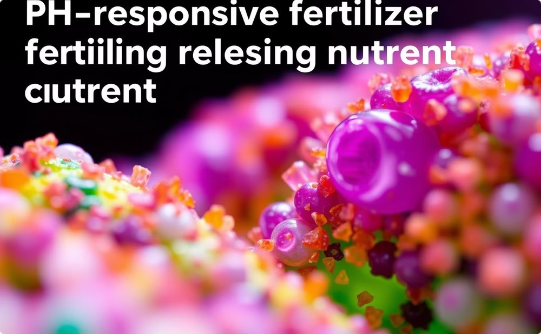 PH-responsive fertilizer
fertiiling relesing nutrent
cıutrent